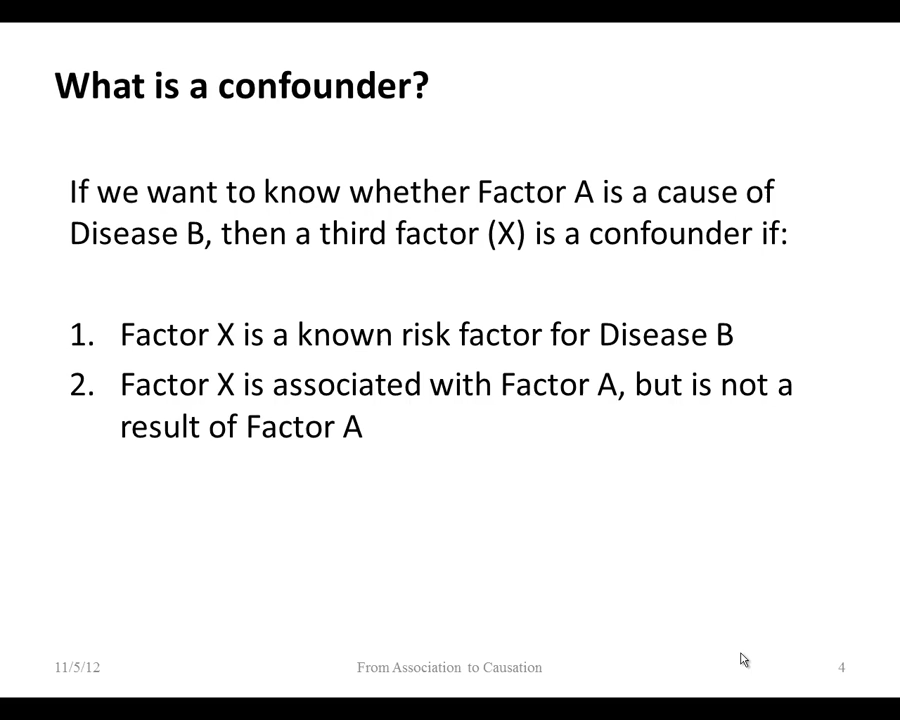 What is a confounder?
If we want to know whether Factor A is a cause of
Disease B, then a third factor (X) is a confounder if:
1. Factor X is a known risk factor for Disease B
2. Factor X is associated with Factor A, but is not a
result of Factor A
11/5/12
From Association to Causation
4